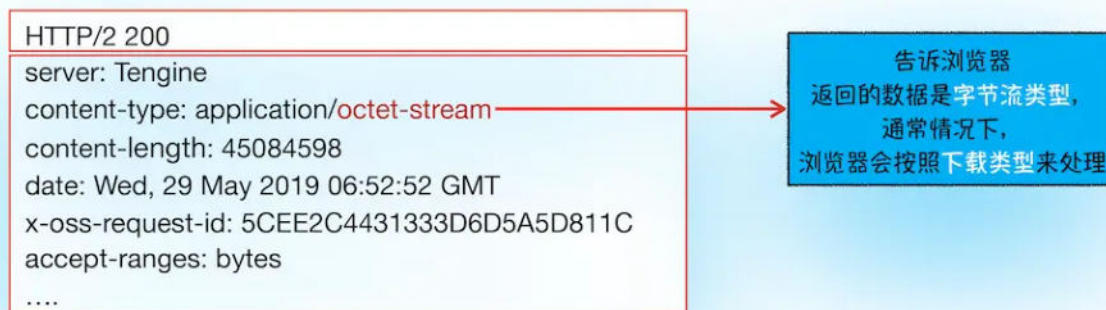 HTTP/2 200
server: Tengine
content-type: application/octet-stream
content-length: 45084598
date: Wed, 29 May 2019 06:52:52 GMT
x-oss-request-id: 5CEE2C4431333D6D5A5D811C
accept-ranges: bytes
....
告诉浏览器
返回的数据是字节流类型,
通常情况下,
浏览器会按照下载类型来处理